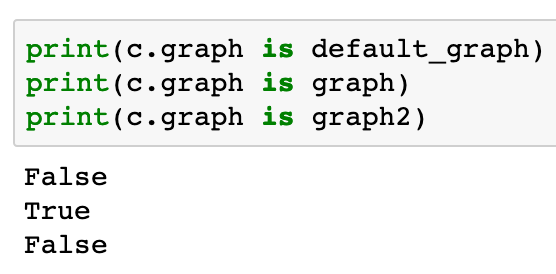 print(c.graph is default_graph)
print(c.graph is graph)
print(c.graph is graph2)
False
True
False